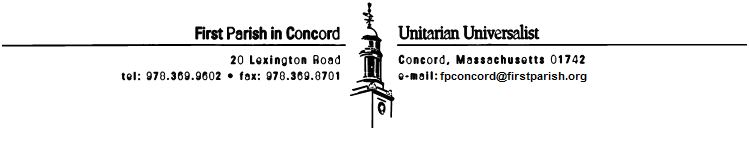 First Parish in Concord
20 Lexington Road
tel: 978.369.9602 • fax: 978.369.8701
Unitarian Universalist
Concord, Massachusetts 01742
e-mail: fpconcord@firstparish.org